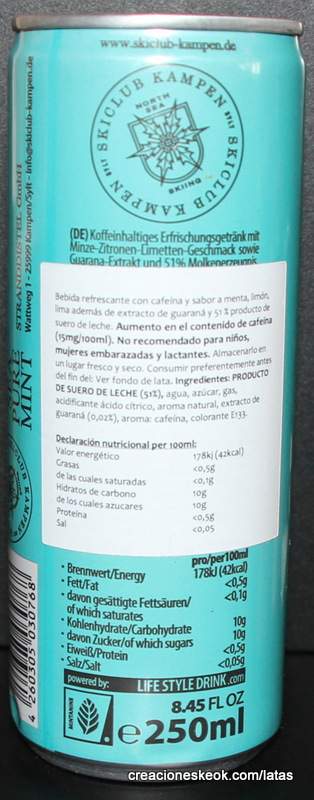 www.skiclub-kampen.de
SKICLUB KAMPEN
SYLT
SKICLUB KAMPEN
SYLT
NORTH
SEA
SKIING
(DE) Koffeinhaltiges Erfrischungsgetränk mit
Minze-Zitronen-Limetten-Geschmack sowie
Guarana-Extrakt und 51% Molkenerzeugnis
Bebida refrescante con cafeína y sabor a menta, limón,
lima además de extracto de guaraná y 51 % producto de
suero de leche. Aumento en el contenido de cafeína
(15mg/100ml). No recomendado para niños,
mujeres embarazadas y lactantes. Almacenarlo en
un lugar fresco y seco. Consumir preferentemente antes
del fin del: Ver fondo de lata. Ingredientes: PRODUCTO
DE SUERO DE LECHE (51%), agua, azúcar, gas,
acidificante ácido cítrico, aroma natural, extracto de
guaraná (0,02%), aroma: cafeína, colorante E133.
Declaración nutricional per 100ml:
Valor energético 178kj (42kcal)
Grasas <0,5g
de las cuales saturadas <0,1g
Hidratos de carbono 10g
de los cuales azucares 10g
Proteína <0,5g
Sal <0,05
pro/per100ml
• Brennwert/Energy 178kJ (42kcal)
• Fett/Fat <0,5g
• davon gesättigte Fettsäuren/ <0,1g
of which saturates
• Kohlenhydrate/Carbohydrate 10g
• davon Zucker/of which sugars 10g
• Eiweiß/Protein <0,5g
• Salz/Salt <0,05g
powered by: LIFESTYLEDRINK.com
8.45 FL OZ
e 250ml
PURE
MINT
STRANDDISTEL GmbH
Wattweg 1 - 25999 Kampen/Sylt - Info@skiclub-kampen.de
4 260305 030768
creacioneskeok.com/latas